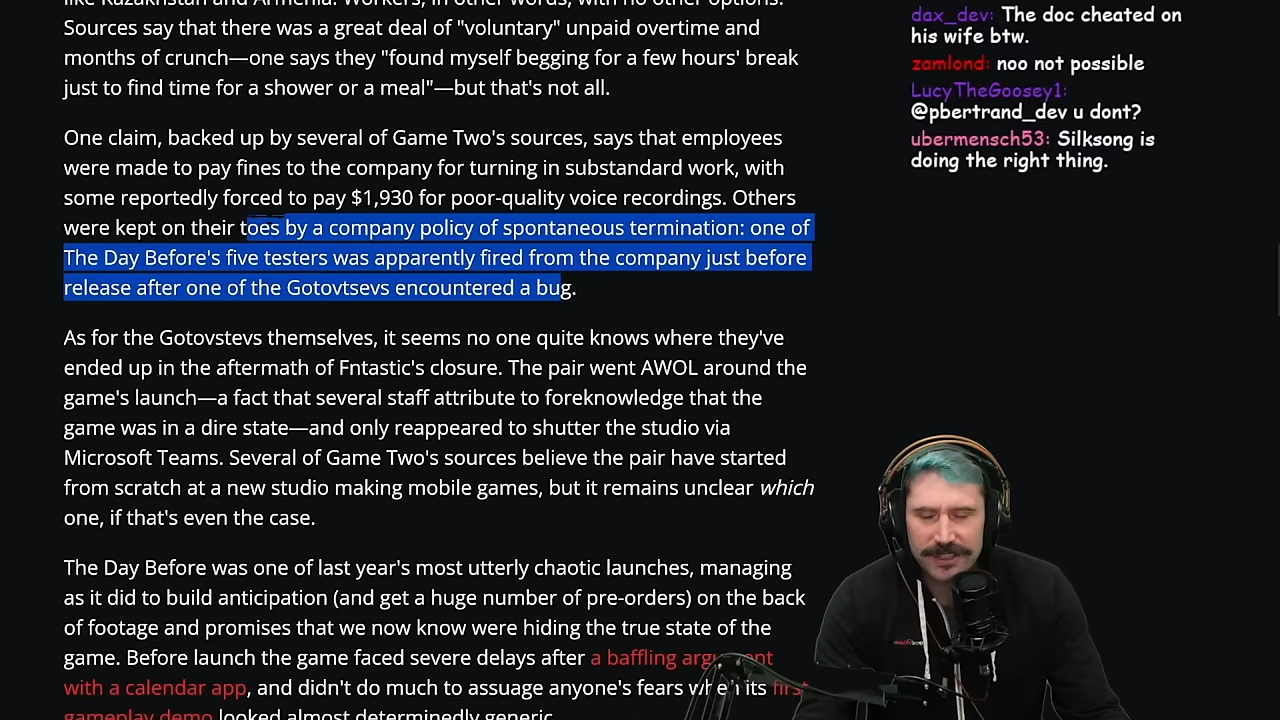 like Kazakhstan and Armenia. Workers, in other words, with no other options.
Sources say that there was a great deal of "voluntary" unpaid overtime and
months of crunch—one says they "found myself begging for a few hours' break
just to find time for a shower or a meal"—but that's not all.
One claim, backed up by several of Game Two's sources, says that employees
were made to pay fines to the company for turning in substandard work, with
some reportedly forced to pay $1,930 for poor-quality voice recordings. Others
were kept on their toes by a company policy of spontaneous termination: one of
The Day Before's five testers was apparently fired from the company just before
release after one of the Gotovtsevs encountered a bug.
As for the Gotovstevs themselves, it seems no one quite knows where they've
ended up in the aftermath of Fntastic's closure. The pair went AWOL around the
game's launch—a fact that several staff attribute to foreknowledge that the
game was in a dire state—and only reappeared to shutter the studio via
Microsoft Teams. Several of Game Two's sources believe the pair have started
from scratch at a new studio making mobile games, but it remains unclear which
one, if that's even the case.
The Day Before was one of last year's most utterly chaotic launches, managing
as it did to build anticipation (and get a huge number of pre-orders) on the back
of footage and promises that we now know were hiding the true state of the
game. Before launch the game faced severe delays after a baffling argument
with a calendar app, and didn't do much to assuage anyone's fears when its first
gameplay demo looked almost determinedly generic.
dax_dev: The doc cheated on
his wife btw.
zamlond: noo not possible
LucyTheGoosey1:
@pbertrand_dev u dont?
ubermensch53: Silksong is
doing the right thing.